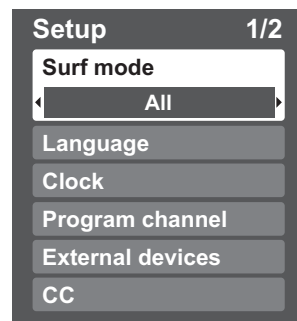 Setup 1/2
Surf mode
All
Language
Clock
Program channel
External devices
CC